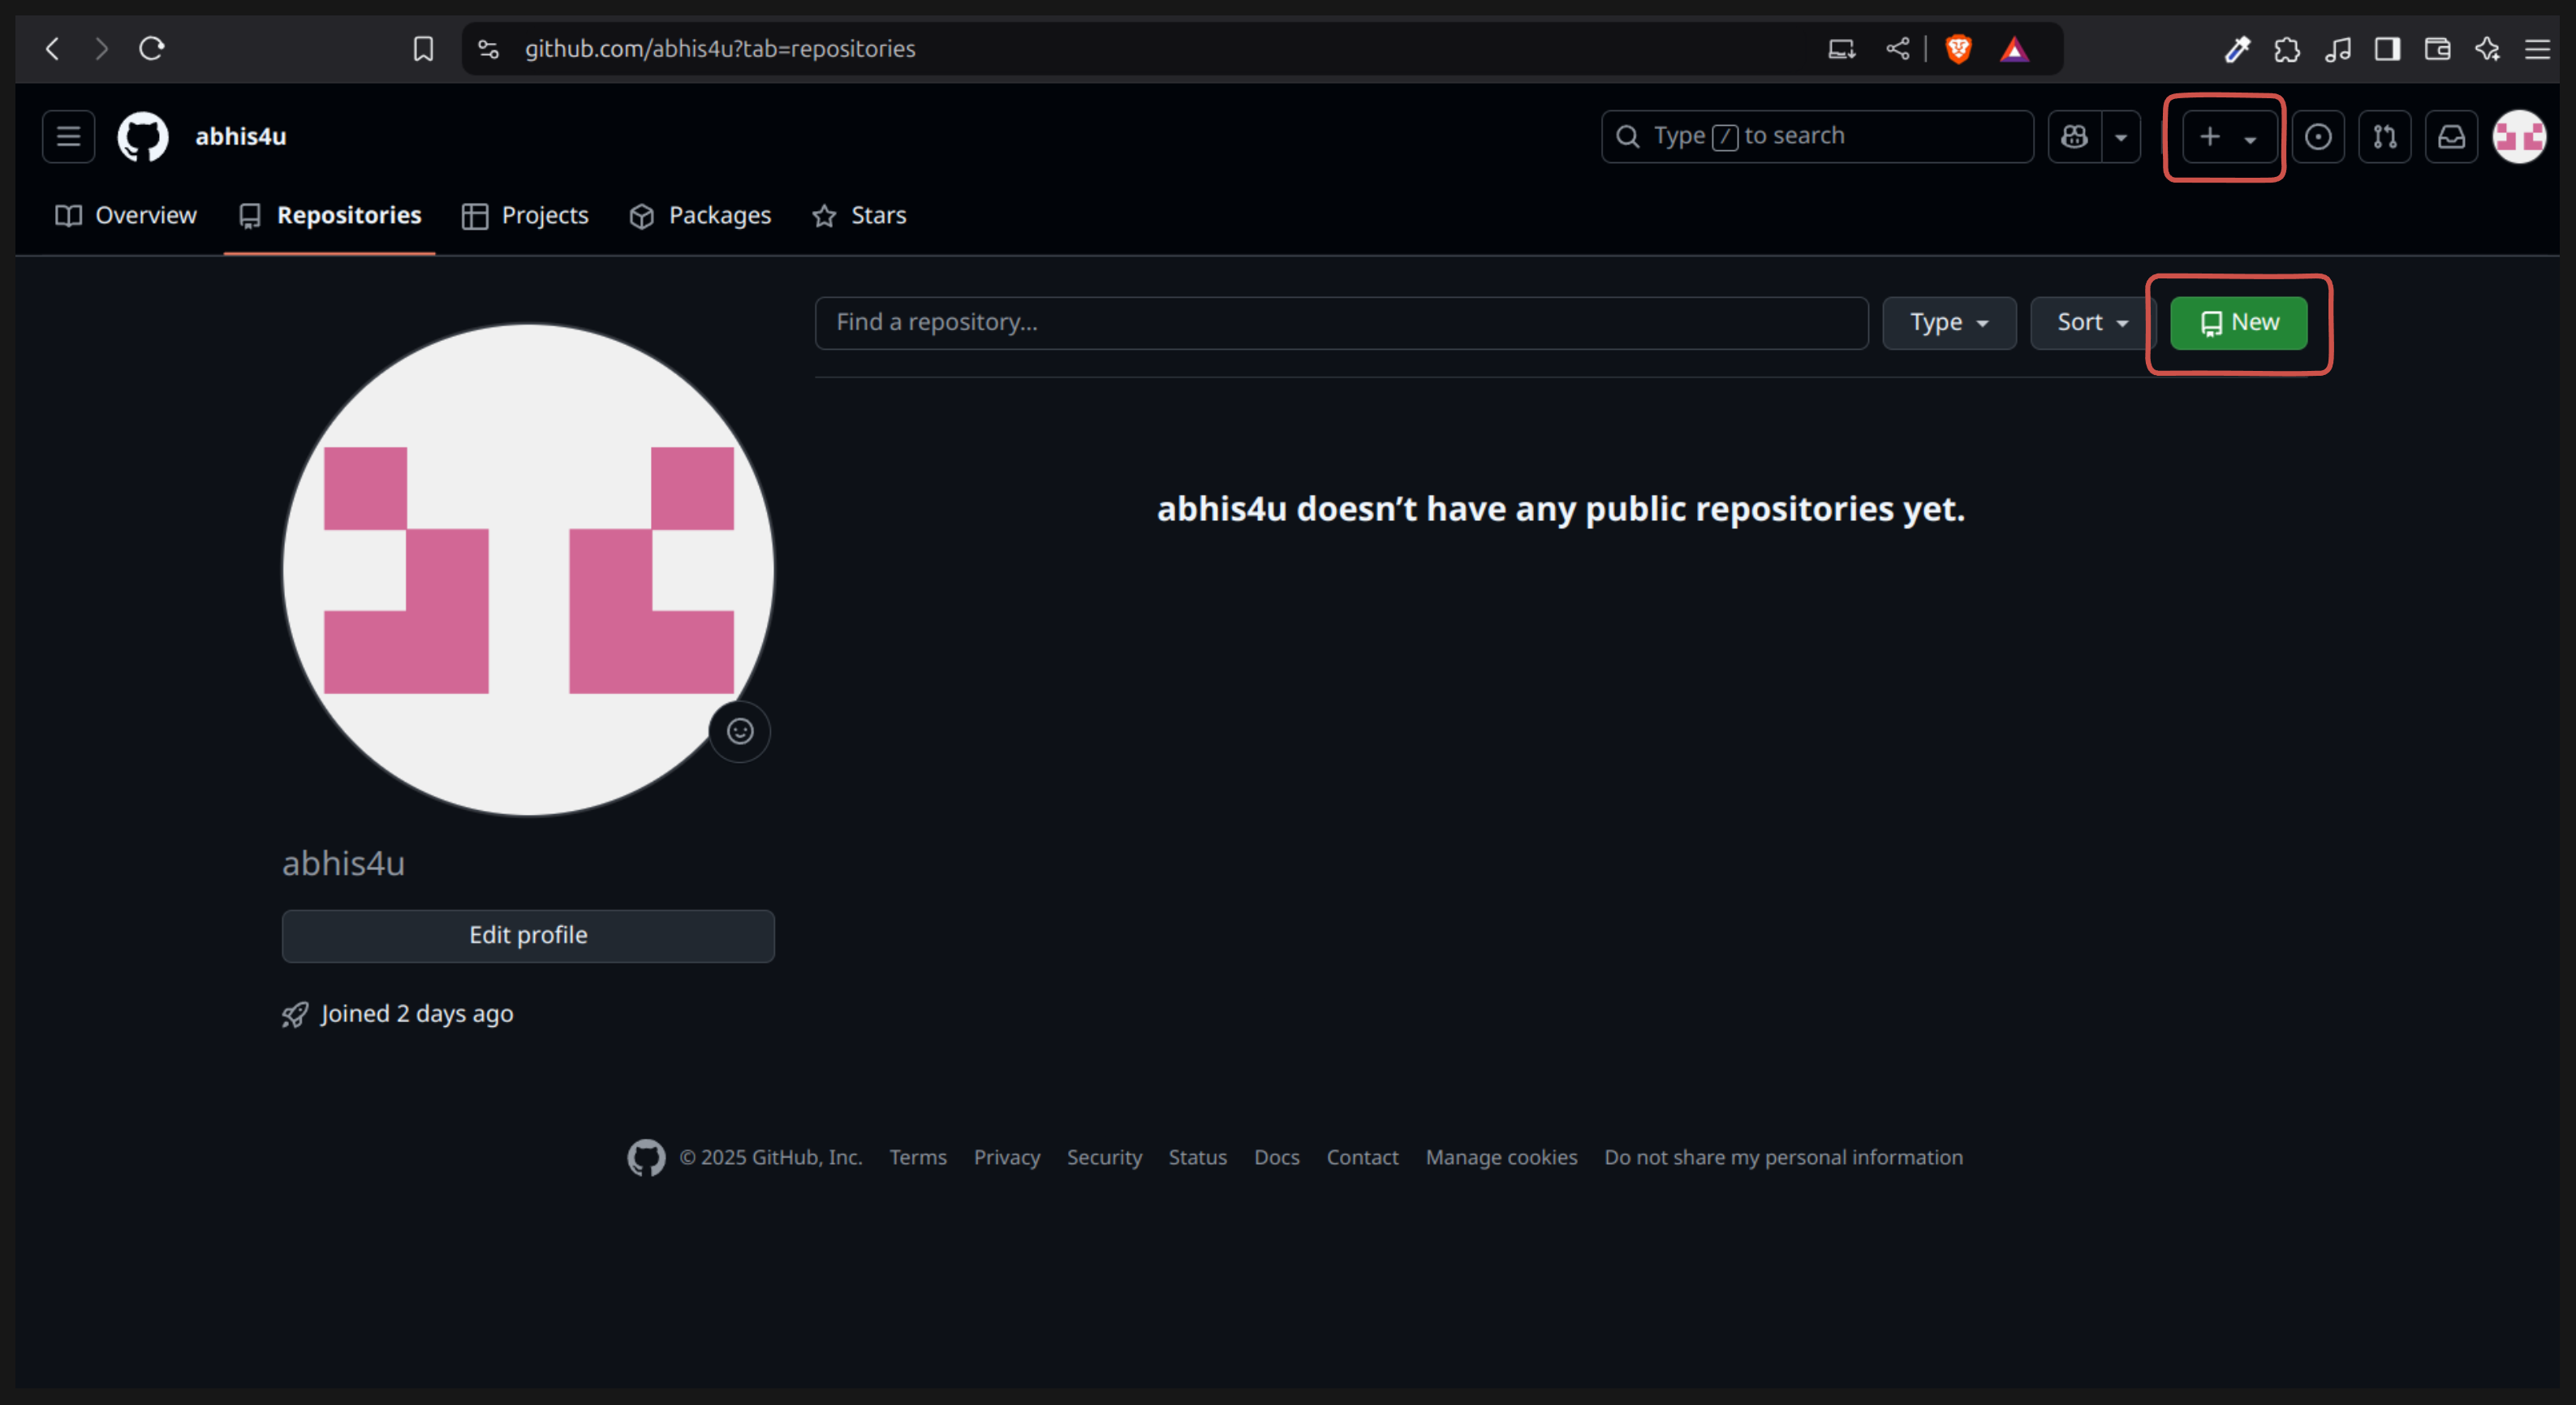 github.com/abhis4u?tab=repositories
abhis4u
Type / to search
Overview Repositories Projects Packages Stars
Find a repository...
Type Sort New
abhis4u doesn’t have any public repositories yet.
abhis4u
Edit profile
Joined 2 days ago
© 2025 GitHub, Inc. Terms Privacy Security Status Docs Contact Manage cookies Do not share my personal information